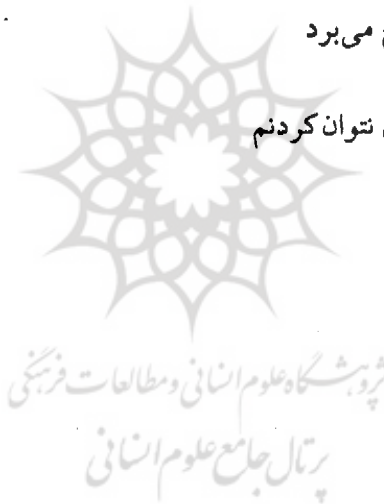 می‌برد
نتوان کردنم
پژوهشگاه علوم انسانی و مطالعات فرهنگی
پرتال جامع علوم انسانی